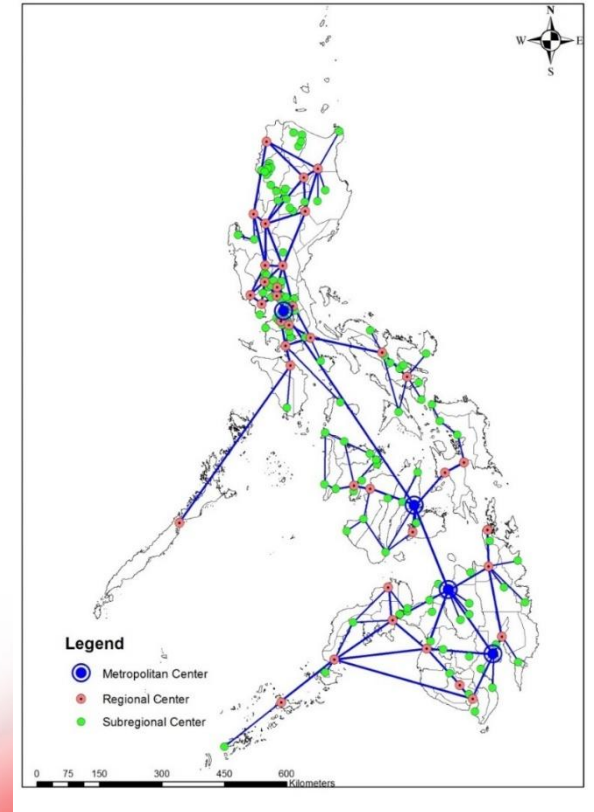 N
W E
S
Legend
Metropolitan Center
Regional Center
Subregional Center
0 75 150 300 450 600
Kilometers